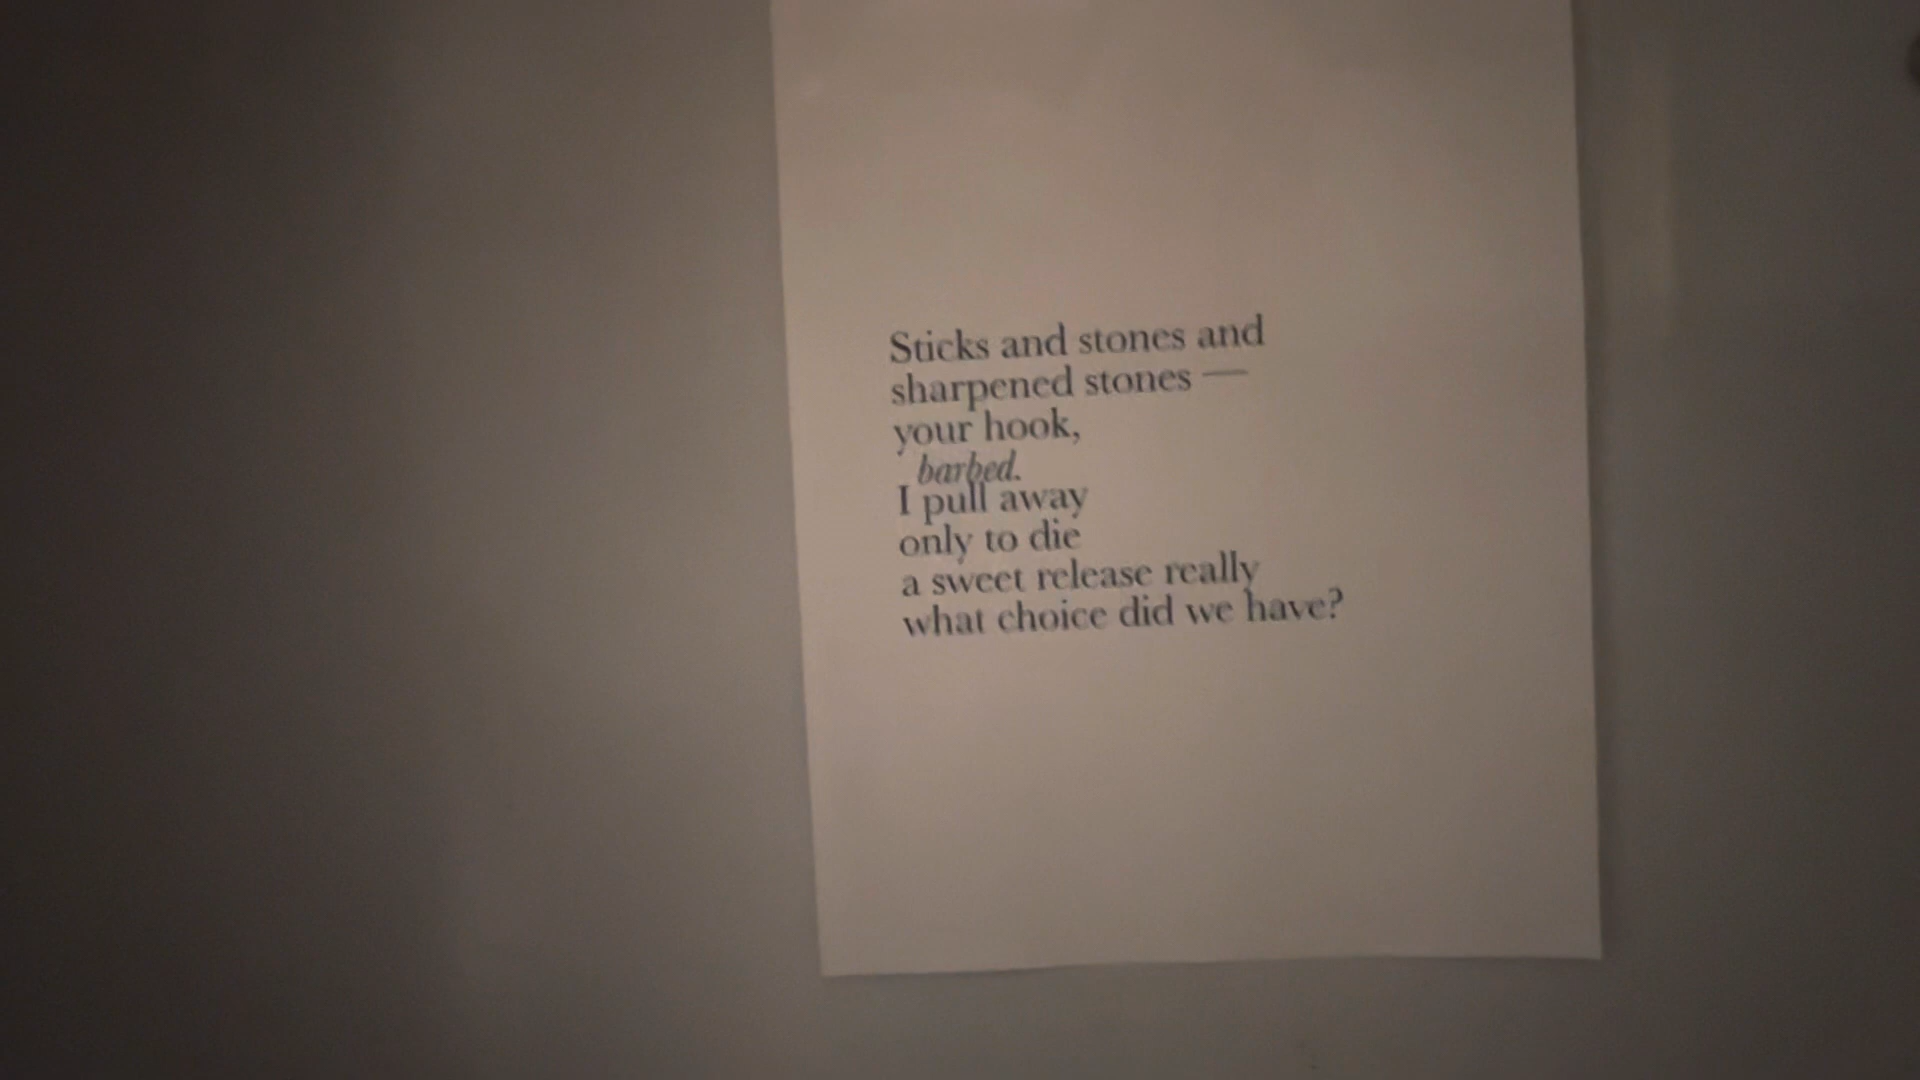 Sticks and stones and
sharpened stones —
your hook,
barbed.
I pull away
only to die
a sweet release really
what choice did we have?